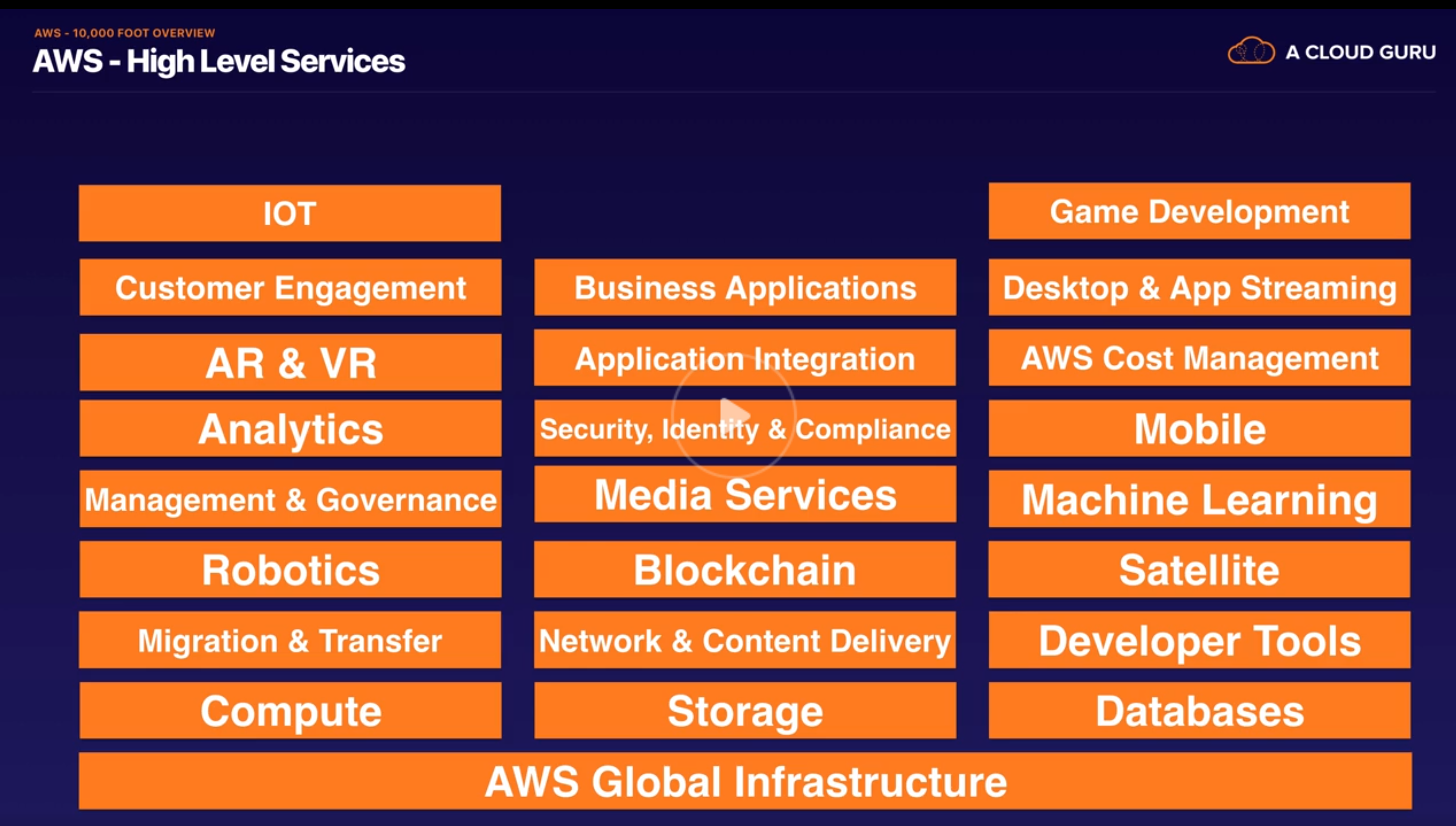 AWS - 10,000 FOOT OVERVIEW
AWS - High Level Services
A CLOUD GURU
IOT
Game Development
Customer Engagement
Business Applications
Desktop & App Streaming
AR & VR
Application Integration
AWS Cost Management
Analytics
Security, Identity & Compliance
Mobile
Management & Governance
Media Services
Machine Learning
Robotics
Blockchain
Satellite
Migration & Transfer
Network & Content Delivery
Developer Tools
Compute
Storage
Databases
AWS Global Infrastructure